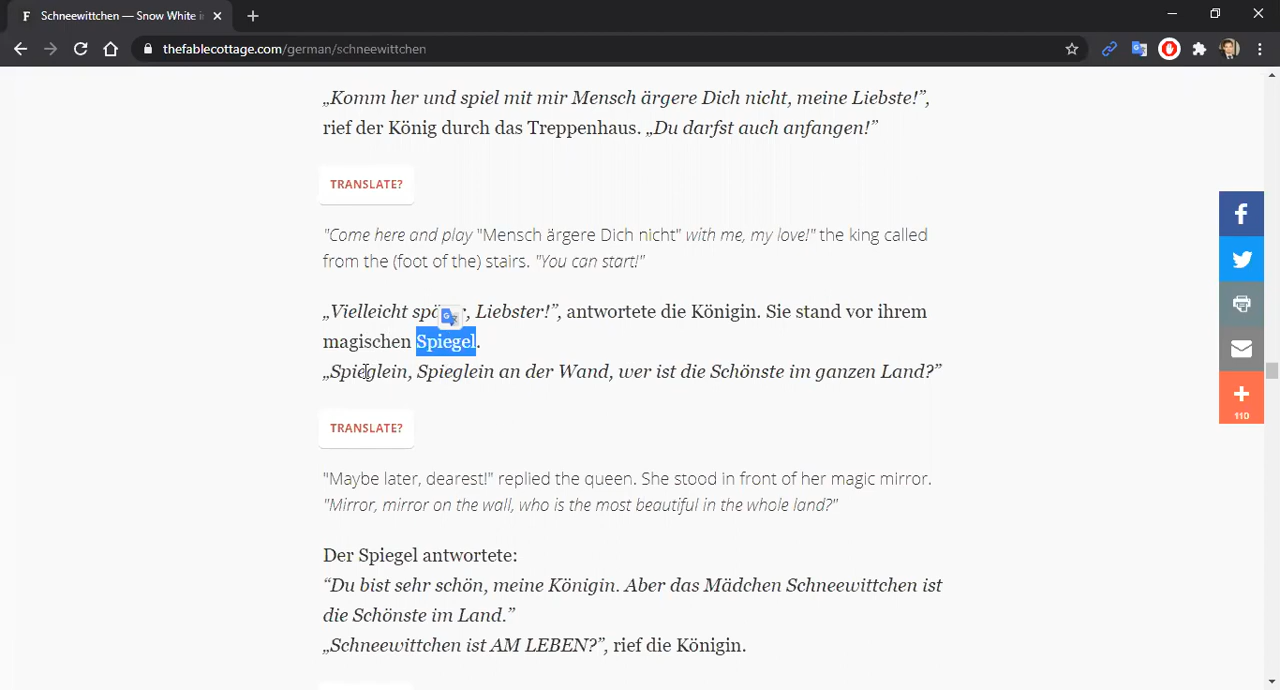 F Schneewittchen — Snow White i
thefablecottage.com/german/schneewittchen
„Komm her und spiel mit mir Mensch ärgere Dich nicht, meine Liebste!”,
rief der König durch das Treppenhaus. „Du darfst auch anfangen!”
TRANSLATE?
"Come here and play "Mensch ärgere Dich nicht" with me, my love!" the king called
from the (foot of the) stairs. "You can start!"
„Vielleicht Liebster!”, antwortete die Königin. Sie stand vor ihrem
magischen Spiegel.
„Spieglein, Spieglein an der Wand, wer ist die Schönste im ganzen Land?”
TRANSLATE?
"Maybe later, dearest!" replied the queen. She stood in front of her magic mirror.
"Mirror, mirror on the wall, who is the most beautiful in the whole land?"
Der Spiegel antwortete:
“Du bist sehr schön, meine Königin. Aber das Mädchen Schneewittchen ist
die Schönste im Land.”
„Schneewittchen ist AM LEBEN?”, rief die Königin.
110